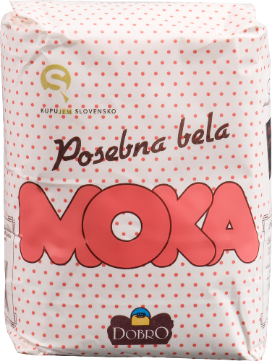 KUPUJEM SLOVENSKO
Posebna bela
MOKA
DOBRO